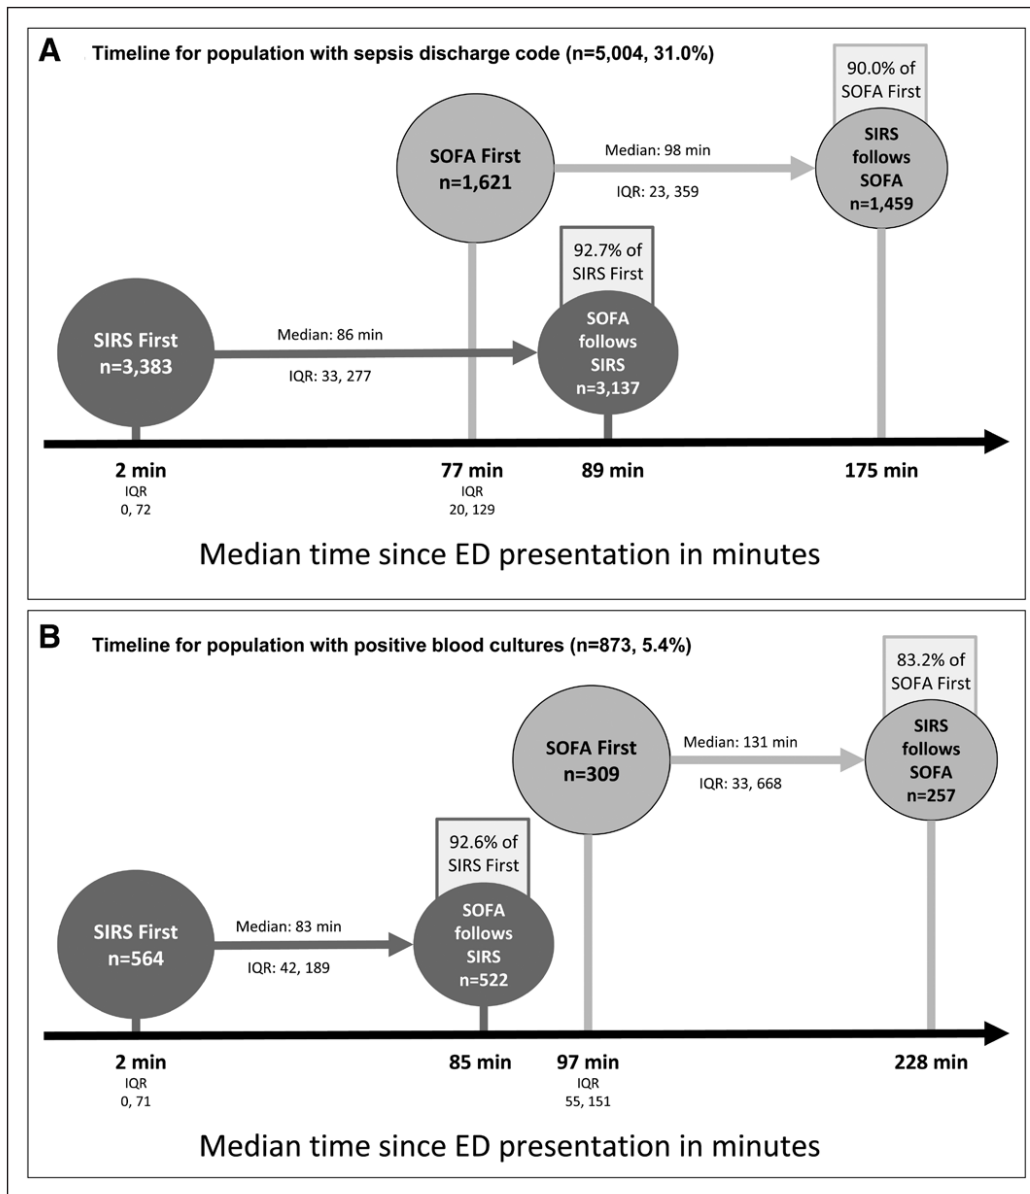 A
Timeline for population with sepsis discharge code (n=5,004, 31.0%)
90.0% of
SOFA First
SOFA First
n=1,621
Median: 98 min
IQR: 23, 359
SIRS
follows
SOFA
n=1,459
92.7% of
SIRS First
SIRS First
n=3,383
Median: 86 min
IQR: 33, 277
SOFA
follows
SIRS
n=3,137
2 min
IQR
0, 72
77 min
IQR
20, 129
89 min
175 min
Median time since ED presentation in minutes
B
Timeline for population with positive blood cultures (n=873, 5.4%)
83.2% of
SOFA First
SOFA First
n=309
Median: 131 min
IQR: 33, 668
SIRS
follows
SOFA
n=257
92.6% of
SIRS First
SIRS First
n=564
Median: 83 min
IQR: 42, 189
SOFA
follows
SIRS
n=522
2 min
IQR
0, 71
85 min
97 min
IQR
55, 151
228 min
Median time since ED presentation in minutes